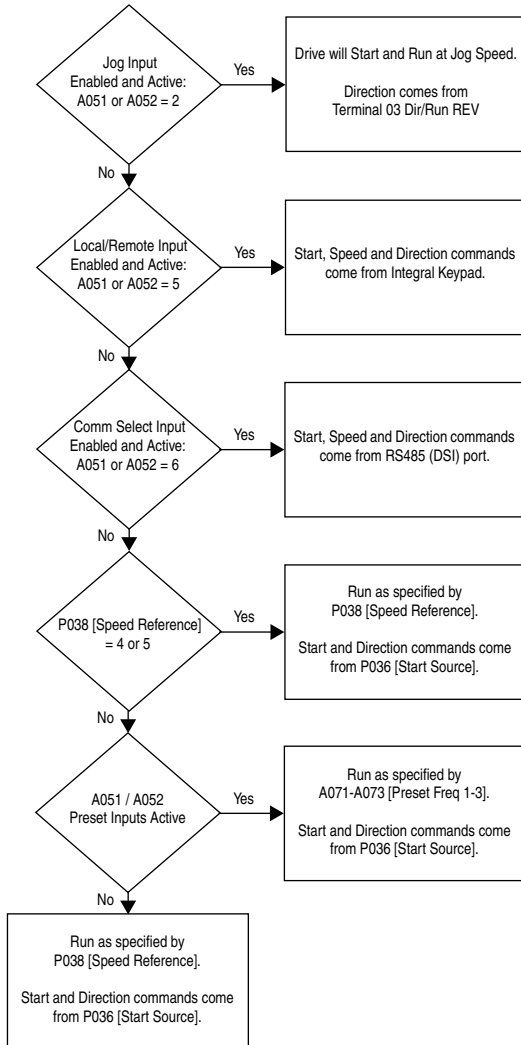 Jog Input
Enabled and Active:
A051 or A052 = 2
Yes
Drive will Start and Run at Jog Speed.
Direction comes from
Terminal 03 Dir/Run REV
No
Local/Remote Input
Enabled and Active:
A051 or A052 = 5
Yes
Start, Speed and Direction commands
come from Integral Keypad.
No
Comm Select Input
Enabled and Active:
A051 or A052 = 6
Yes
Start, Speed and Direction commands
come from RS485 (DSI) port.
No
P038 [Speed Reference]
= 4 or 5
Yes
Run as specified by
P038 [Speed Reference].
Start and Direction commands come
from P036 [Start Source].
No
A051 / A052
Preset Inputs Active
Yes
Run as specified by
A071-A073 [Preset Freq 1-3].
Start and Direction commands come
from P036 [Start Source].
No
Run as specified by
P038 [Speed Reference].
Start and Direction commands come
from P036 [Start Source].